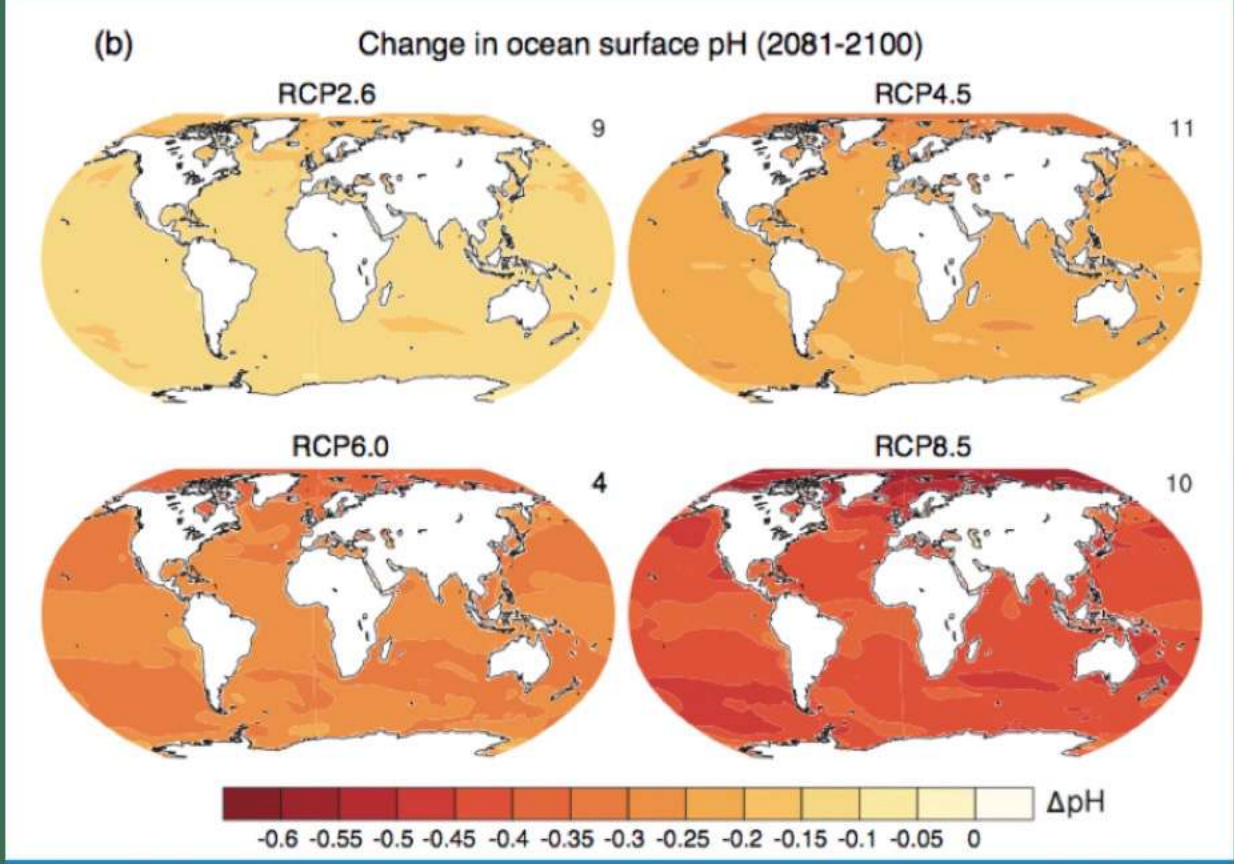 (b) Change in ocean surface pH (2081-2100)
RCP2.6
9
RCP4.5
11
RCP6.0
4
RCP8.5
10
-0.6 -0.55 -0.5 -0.45 -0.4 -0.35 -0.3 -0.25 -0.2 -0.15 -0.1 -0.05 0 ΔpH